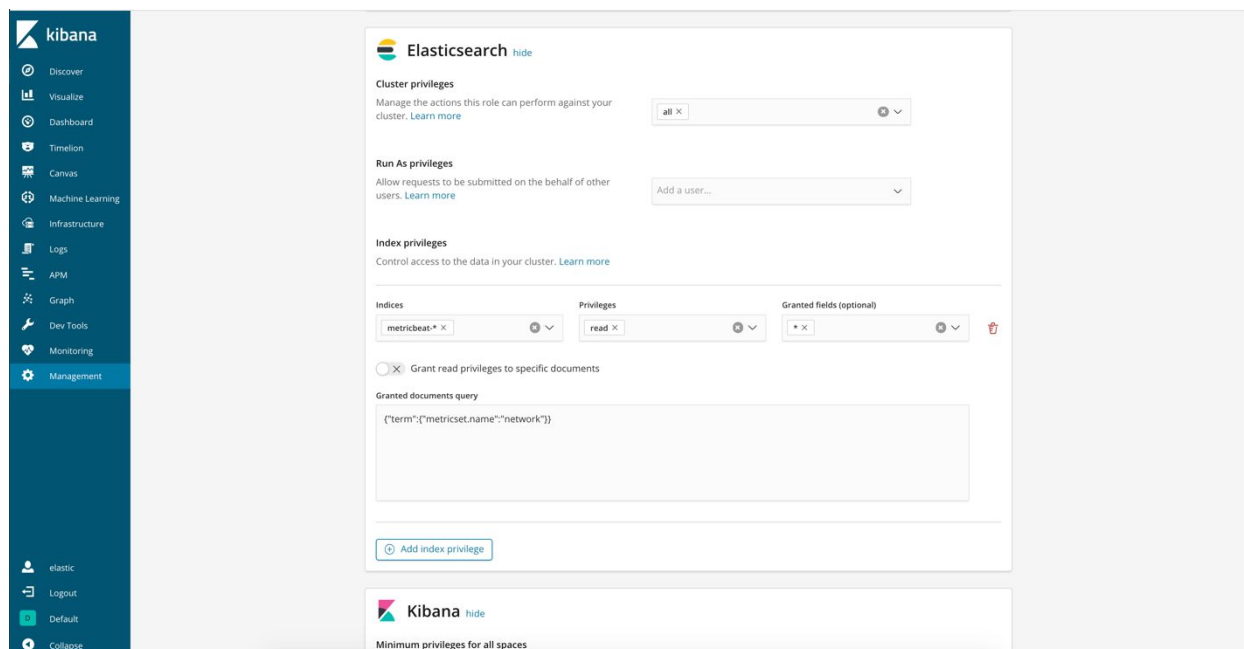 kibana
Discover
Visualize
Dashboard
Timelion
Canvas
Machine Learning
Infrastructure
Logs
APM
Graph
Dev Tools
Monitoring
Management
elastic
Logout
D Default
Collapse
Elasticsearch hide
Cluster privileges
Manage the actions this role can perform against your
cluster. Learn more
all ×
Run As privileges
Allow requests to be submitted on the behalf of other
users. Learn more
Add a user...
Index privileges
Control access to the data in your cluster. Learn more
Indices Privileges Granted fields (optional)
metricbeat-* × read × * ×
Grant read privileges to specific documents
Granted documents query
{"term":{"metricset.name":"network"}}
Add index privilege
Kibana hide
Minimum privileges for all spaces